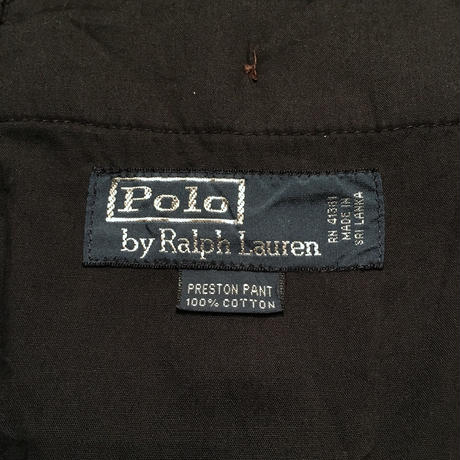 Polo
by Ralph Lauren
RN 41381
MADE IN
SRI LANKA
PRESTON PANT
100% COTTON